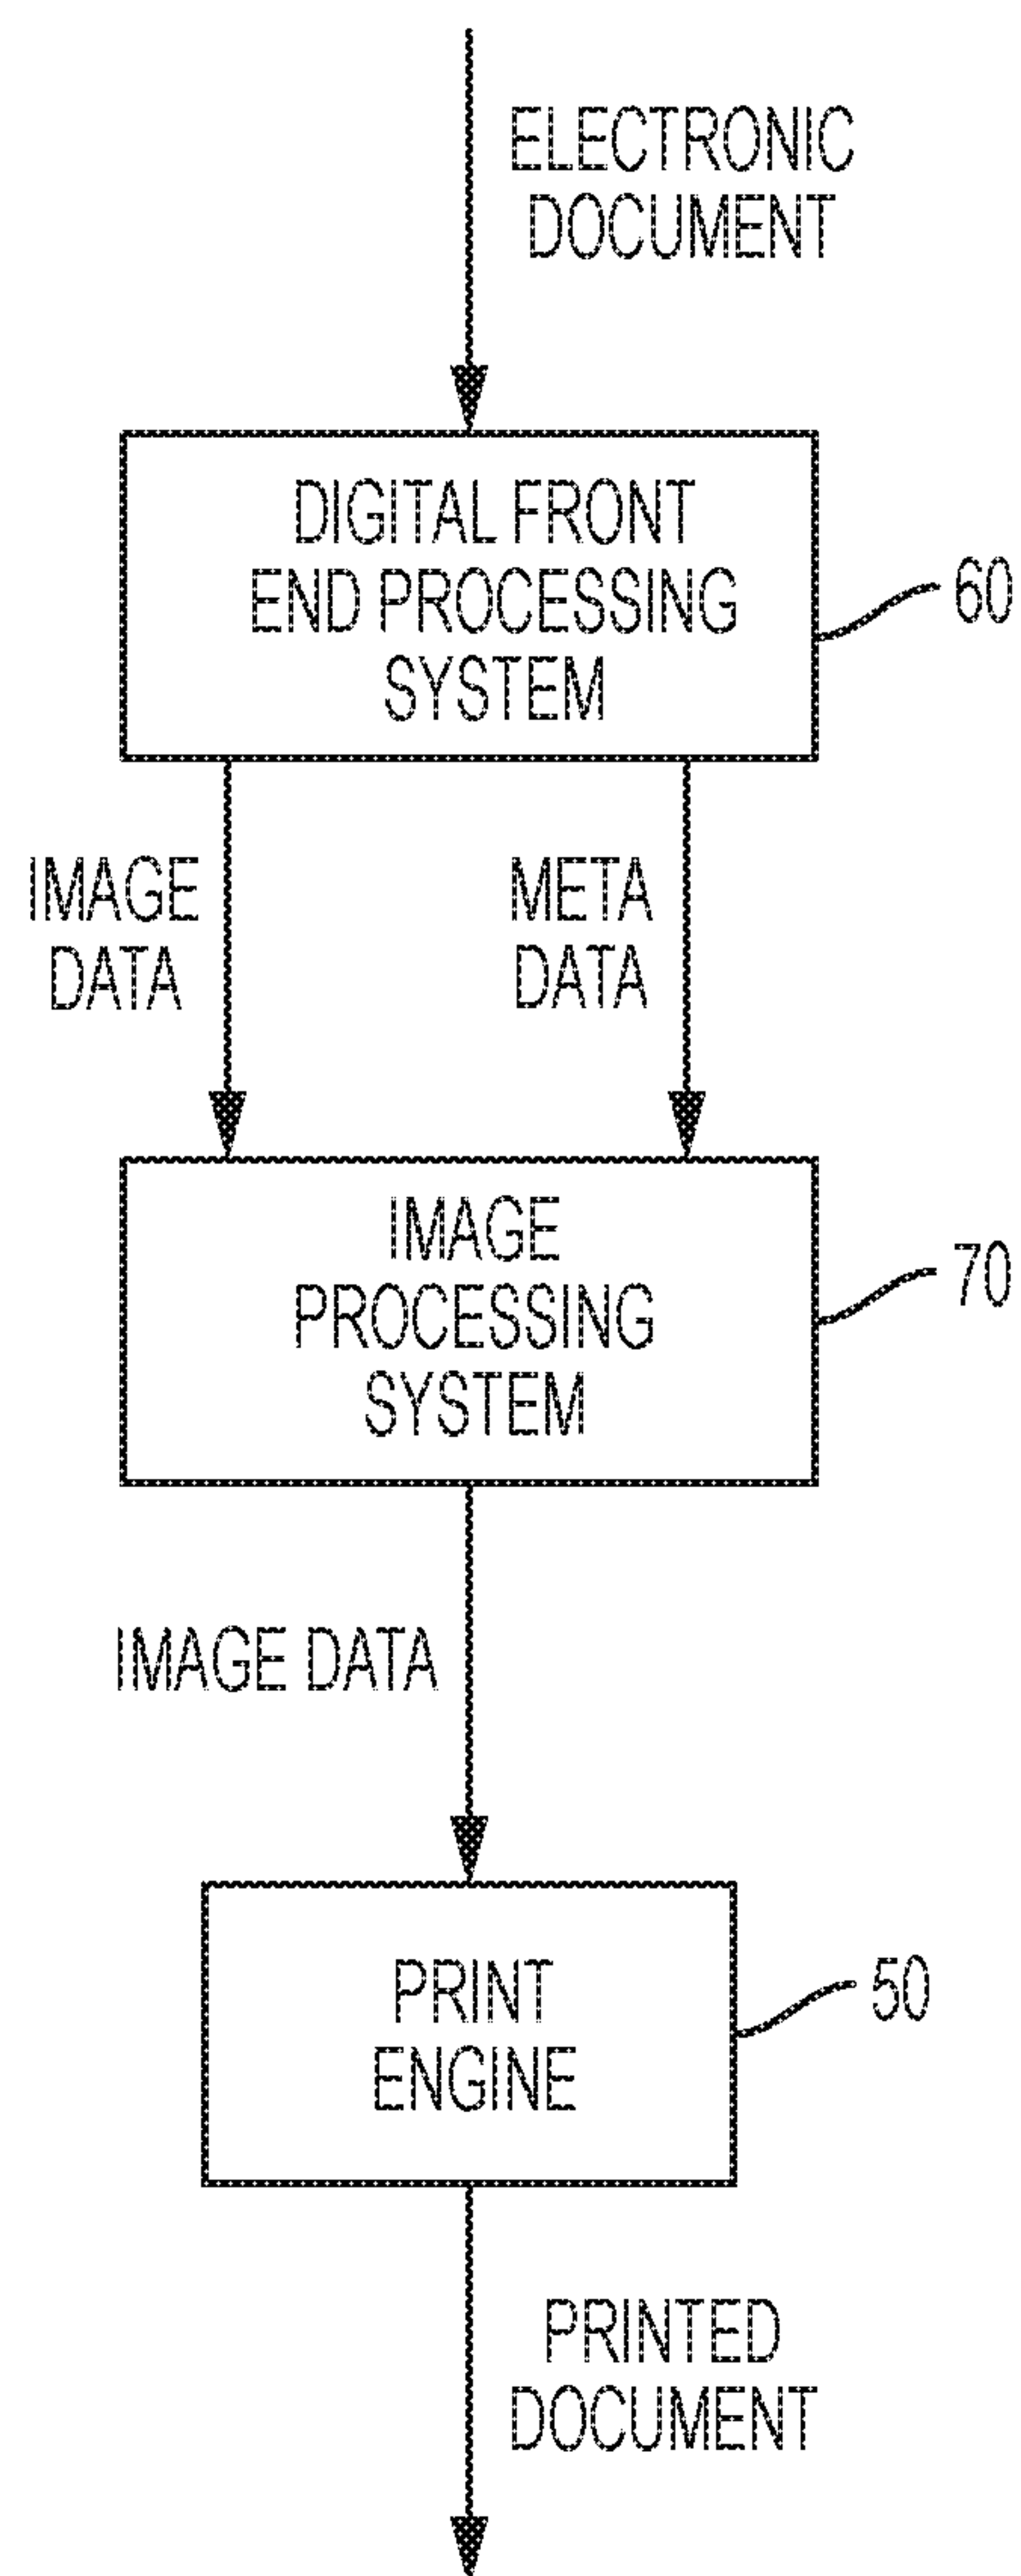 ELECTRONIC
DOCUMENT
DIGITAL FRONT
END PROCESSING
SYSTEM
60
IMAGE
DATA
META
DATA
IMAGE
PROCESSING
SYSTEM
70
IMAGE DATA
PRINT
ENGINE
50
PRINTED
DOCUMENT